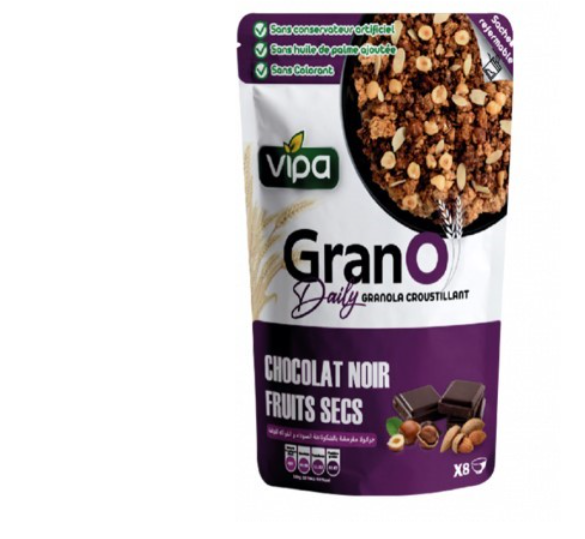 Sans conservateur artificiel
Sans huile de palme ajoutée
Sans Colorant
Sachet
refermable
vipa
GranO
Daily GRANOLA CROUSTILLANT
CHOCOLAT NOIR
FRUITS SECS
X8